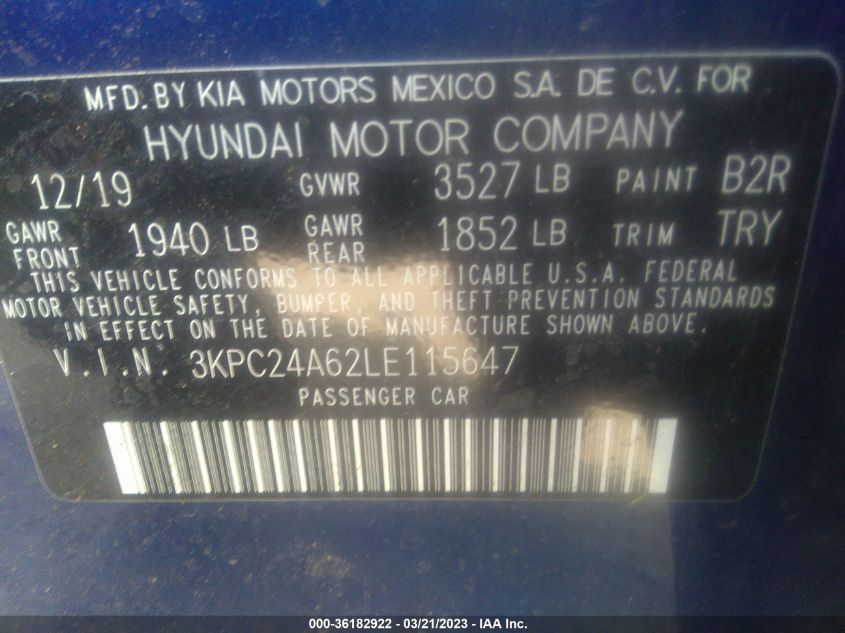 MFD. BY KIA MOTORS MEXICO S.A. DE C.V. FOR
HYUNDAI MOTOR COMPANY
12/19 GVWR 3527 LB PAINT B2R
GAWR FRONT 1940 LB GAWR REAR 1852 LB TRIM TRY
THIS VEHICLE CONFORMS TO ALL APPLICABLE U.S.A. FEDERAL
MOTOR VEHICLE SAFETY, BUMPER, AND THEFT PREVENTION STANDARDS
IN EFFECT ON THE DATE OF MANUFACTURE SHOWN ABOVE.
V.I.N. 3KPC24A62LE115647
PASSENGER CAR
000-36182922 - 03/21/2023 - IAA Inc.